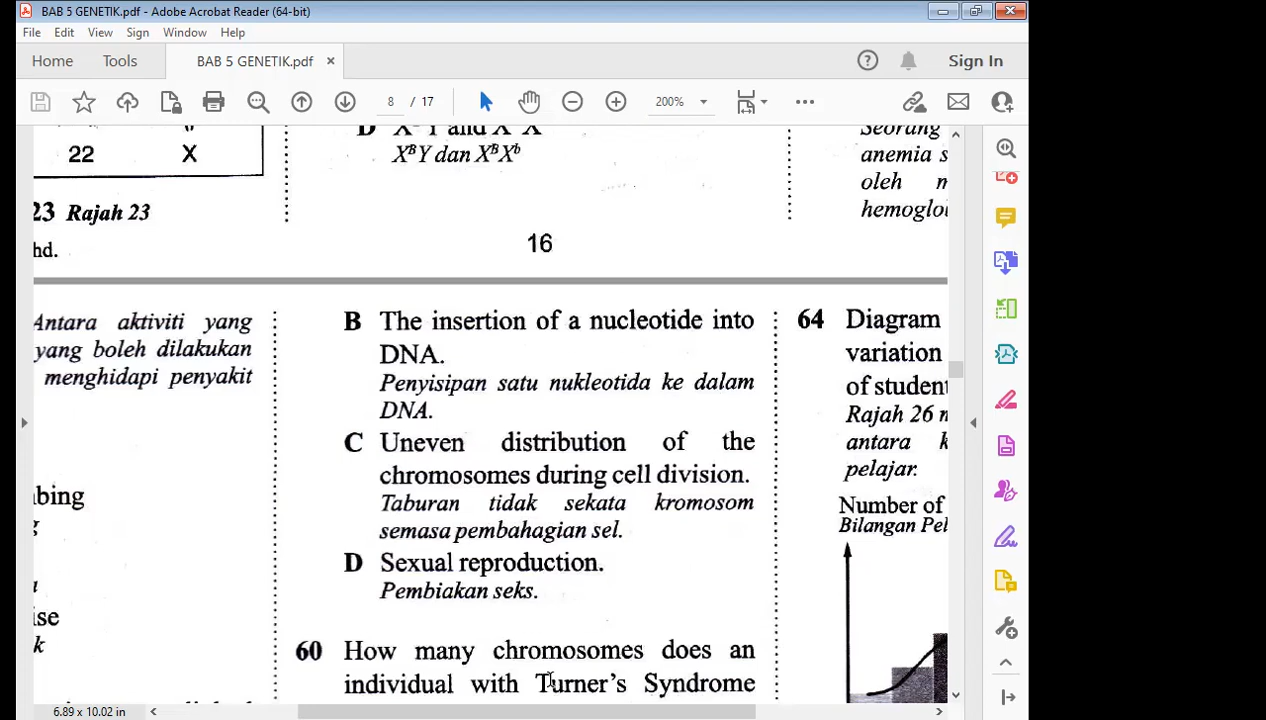 BAB 5 GENETIK.pdf - Adobe Acrobat Reader (64-bit)
File Edit View Sign Window Help
Home Tools BAB 5 GENETIK.pdf × Sign In
8 / 17 200%
22 X
23 Rajah 23
hd.
D
XᴮY dan XᴮXᵇ
Seorang
anemia s
oleh m
hemoglo
16
Antara aktiviti yang
yang boleh dilakukan
menghidapi penyakit
bing
ise
k
B The insertion of a nucleotide into
DNA.
Penyisipan satu nukleotida ke dalam
DNA.
C Uneven distribution of the
chromosomes during cell division.
Taburan tidak sekata kromosom
semasa pembahagian sel.
D Sexual reproduction.
Pembiakan seks.
60 How many chromosomes does an
individual with Turner's Syndrome
64 Diagram
variation
of student
Rajah 26 m
antara k
pelajar.
Number of
Bilangan Pel
6.89 x 10.02 in